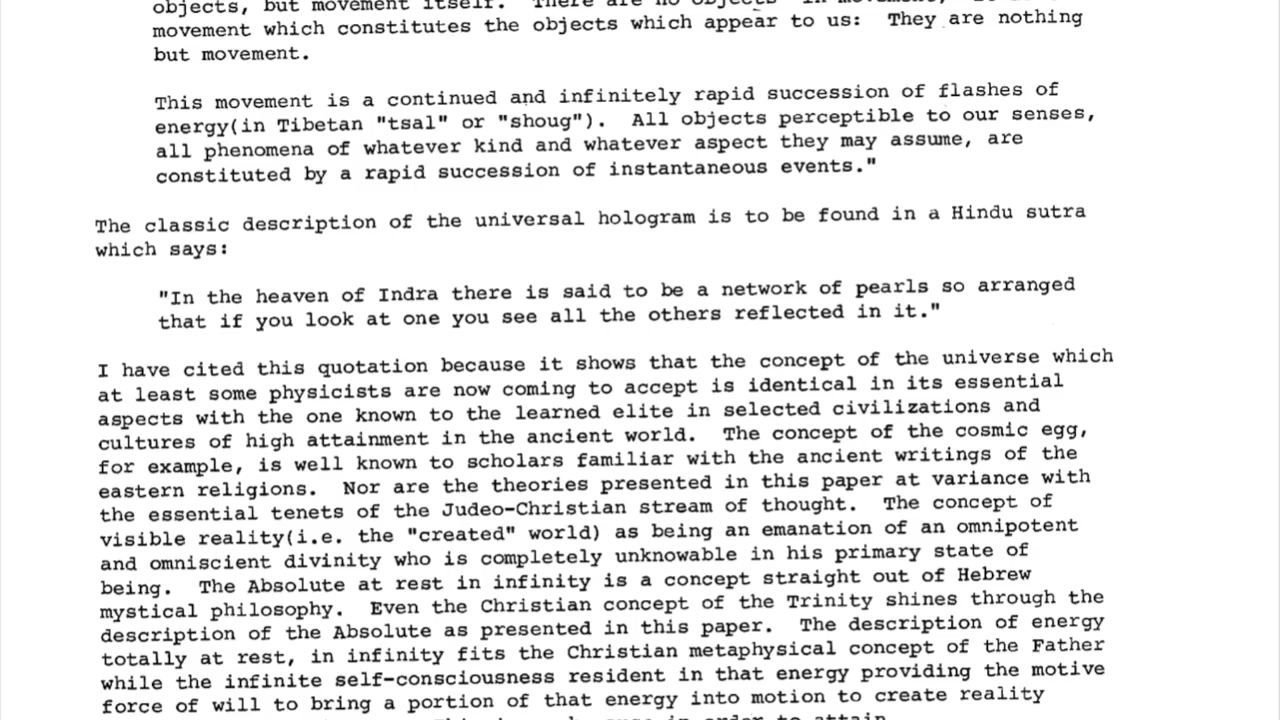 objects, but movement itself. There are no objects in movement,
movement which constitutes the objects which appear to us: They are nothing
but movement.
This movement is a continued and infinitely rapid succession of flashes of
energy(in Tibetan "tsal" or "shoug"). All objects perceptible to our senses,
all phenomena of whatever kind and whatever aspect they may assume, are
constituted by a rapid succession of instantaneous events."
The classic description of the universal hologram is to be found in a Hindu sutra
which says:
"In the heaven of Indra there is said to be a network of pearls so arranged
that if you look at one you see all the others reflected in it."
I have cited this quotation because it shows that the concept of the universe which
at least some physicists are now coming to accept is identical in its essential
aspects with the one known to the learned elite in selected civilizations and
cultures of high attainment in the ancient world. The concept of the cosmic egg,
for example, is well known to scholars familiar with the ancient writings of the
eastern religions. Nor are the theories presented in this paper at variance with
the essential tenets of the Judeo-Christian stream of thought. The concept of
visible reality(i.e. the "created" world) as being an emanation of an omnipotent
and omniscient divinity who is completely unknowable in his primary state of
being. The Absolute at rest in infinity is a concept straight out of Hebrew
mystical philosophy. Even the Christian concept of the Trinity shines through the
description of the Absolute as presented in this paper. The description of energy
totally at rest, in infinity fits the Christian metaphysical concept of the Father
while the infinite self-consciousness resident in that energy providing the motive
force of will to bring a portion of that energy into motion to create reality
in order to attain